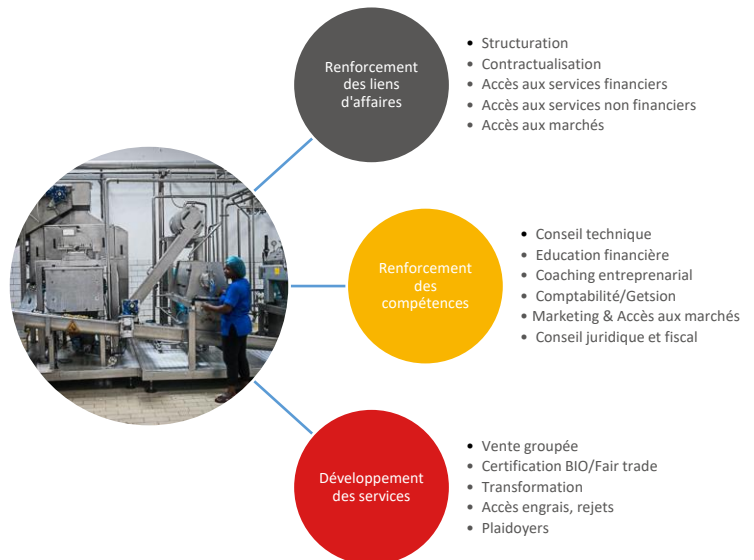 Renforcement
des liens
d'affaires
• Structuration
• Contractualisation
• Accès aux services financiers
• Accès aux services non financiers
• Accès aux marchés
Renforcement
des
compétences
• Conseil technique
• Education financière
• Coaching entreprenarial
• Comptabilité/Getsion
• Marketing & Accès aux marchés
• Conseil juridique et fiscal
Développement
des services
• Vente groupée
• Certification BIO/Fair trade
• Transformation
• Accès engrais, rejets
• Plaidoyers